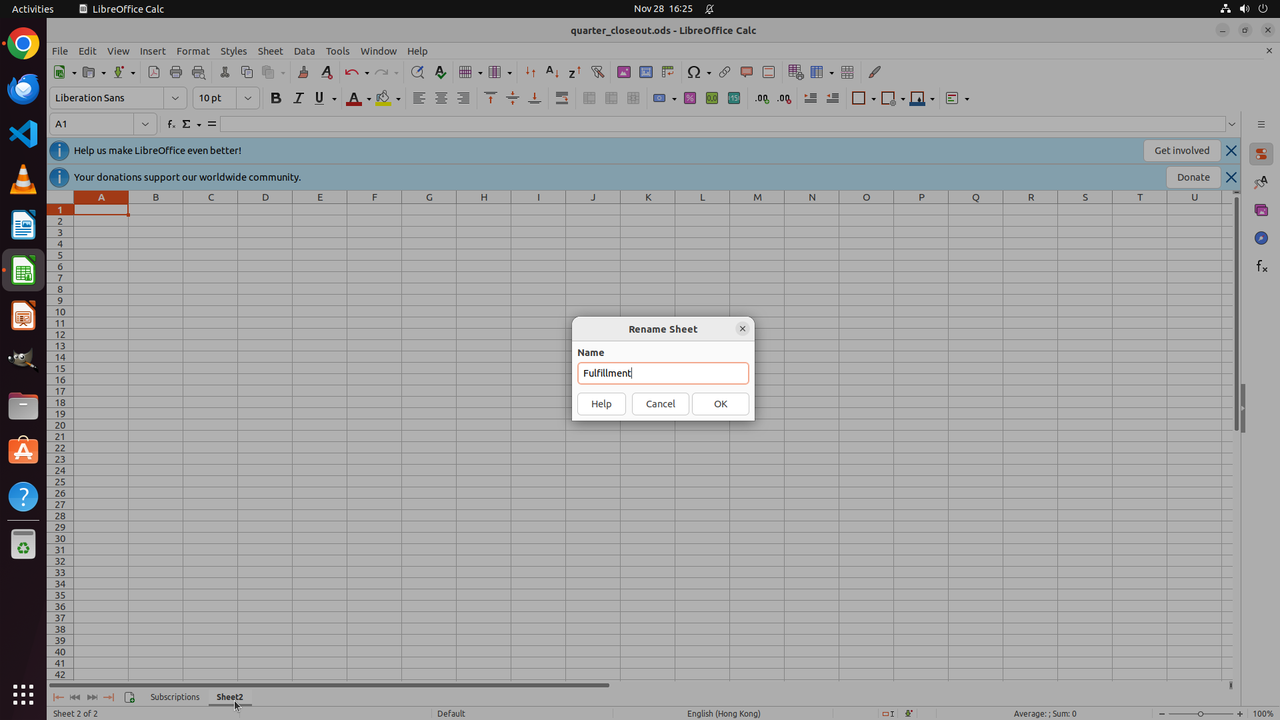 Activities
LibreOffice Calc
Nov 28 16:25
quarter_closeout.ods - LibreOffice Calc
File Edit View Insert Format Styles Sheet Data Tools Window Help
Liberation Sans
10 pt
A1
Help us make LibreOffice even better!
Get involved
Your donations support our worldwide community.
Donate
A B C D E F G H I J K L M N O P Q R S T U
1
2
3
4
5
6
7
8
9
10
11
12
13
14
15
16
17
18
19
20
21
22
23
24
25
26
27
28
29
30
31
32
33
34
35
36
37
38
39
40
41
42
Rename Sheet
Name
Fulfillment
Help Cancel OK
Subscriptions Sheet2
Sheet 2 of 2
Default
English (Hong Kong)
Average: ; Sum: 0
100%